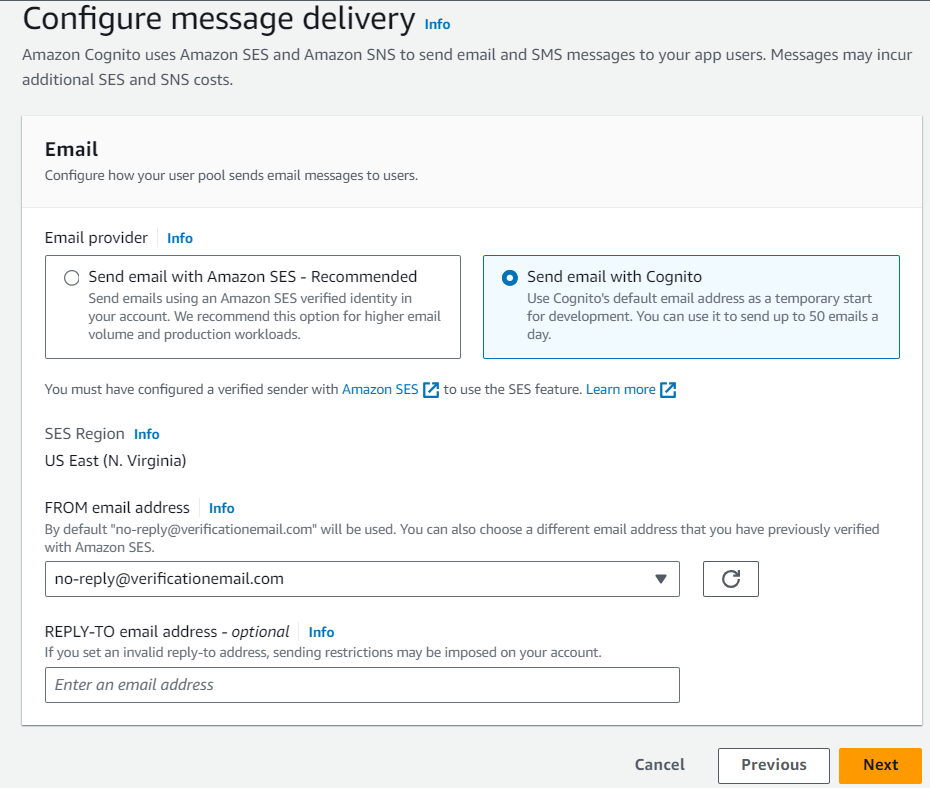 Configure message delivery Info
Amazon Cognito uses Amazon SES and Amazon SNS to send email and SMS messages to your app users. Messages may incur
additional SES and SNS costs.
Email
Configure how your user pool sends email messages to users.
Email provider Info
Send email with Amazon SES - Recommended
Send emails using an Amazon SES verified identity in
your account. We recommend this option for higher email
volume and production workloads.
Send email with Cognito
Use Cognito's default email address as a temporary start
for development. You can use it to send up to 50 emails a
day.
You must have configured a verified sender with Amazon SES to use the SES feature. Learn more
SES Region Info
US East (N. Virginia)
FROM email address Info
By default "no-reply@verificationemail.com" will be used. You can also choose a different email address that you have previously verified
with Amazon SES.
no-reply@verificationemail.com
REPLY-TO email address - optional Info
If you set an invalid reply-to address, sending restrictions may be imposed on your account.
Enter an email address
Cancel Previous Next